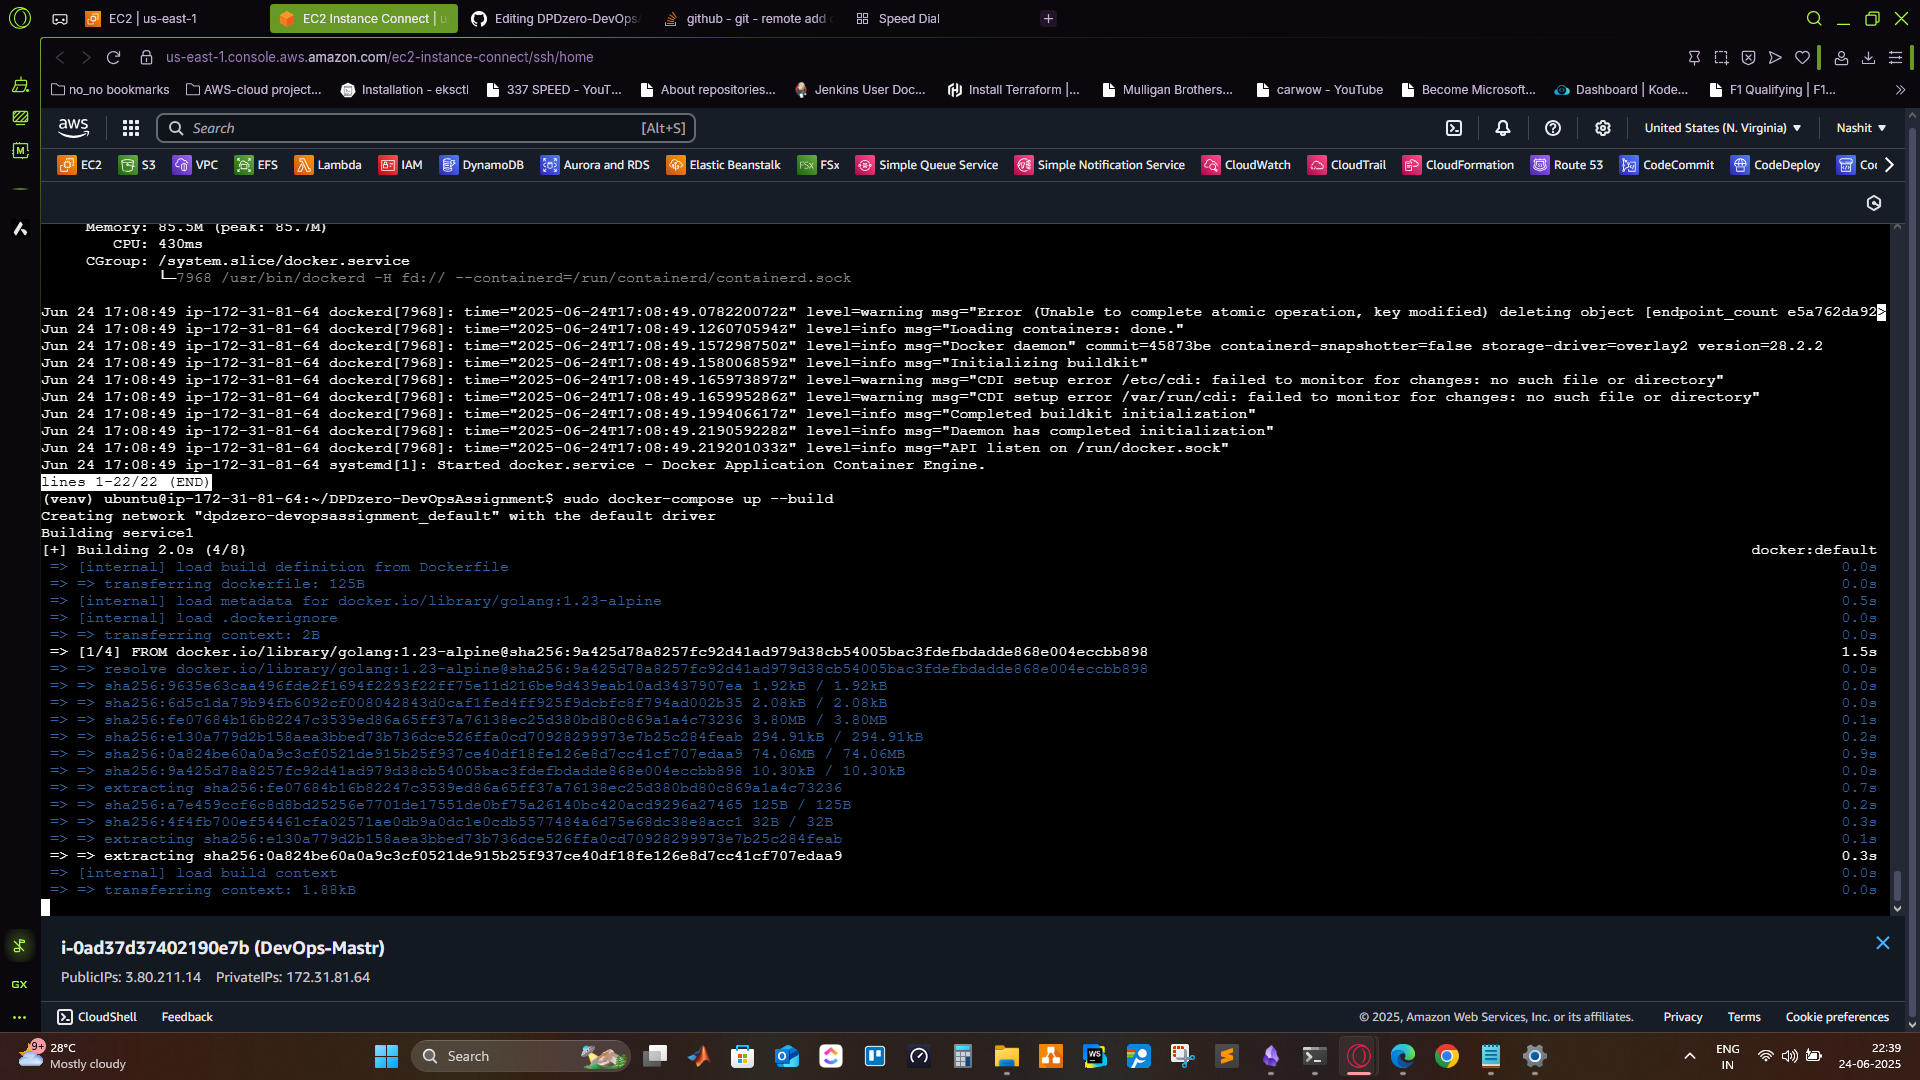 EC2 | us-east-1
EC2 Instance Connect | u
Editing DPDzero-DevOps
github - git - remote add
Speed Dial
us-east-1.console.aws.amazon.com/ec2-instance-connect/ssh/home
no_no bookmarks
AWS-cloud project...
Installation - eksctl
337 SPEED - YouT...
About repositories...
Jenkins User Doc...
Install Terraform |...
Mulligan Brothers...
carwow - YouTube
Become Microsoft...
Dashboard | Kode...
F1 Qualifying | F1...
aws
Search
[Alt+S]
United States (N. Virginia)
Nashit
EC2
S3
VPC
EFS
Lambda
IAM
DynamoDB
Aurora and RDS
Elastic Beanstalk
FSx
Simple Queue Service
Simple Notification Service
CloudWatch
CloudTrail
CloudFormation
Route 53
CodeCommit
CodeDeploy
Memory: 85.5M (peak: 85.7M)
CPU: 430ms
CGroup: /system.slice/docker.service
└─7968 /usr/bin/dockerd -H fd:// --containerd=/run/containerd/containerd.sock
Jun 24 17:08:49 ip-172-31-81-64 dockerd[7968]: time="2025-06-24T17:08:49.078220072Z" level=warning msg="Error (Unable to complete atomic operation, key modified) deleting object [endpoint_count e5a762da92>
Jun 24 17:08:49 ip-172-31-81-64 dockerd[7968]: time="2025-06-24T17:08:49.126070594Z" level=info msg="Loading containers: done."
Jun 24 17:08:49 ip-172-31-81-64 dockerd[7968]: time="2025-06-24T17:08:49.157298750Z" level=info msg="Docker daemon" commit=45873be containerd-snapshotter=false storage-driver=overlay2 version=28.2.2
Jun 24 17:08:49 ip-172-31-81-64 dockerd[7968]: time="2025-06-24T17:08:49.158006859Z" level=info msg="Initializing buildkit"
Jun 24 17:08:49 ip-172-31-81-64 dockerd[7968]: time="2025-06-24T17:08:49.165973897Z" level=warning msg="CDI setup error /etc/cdi: failed to monitor for changes: no such file or directory"
Jun 24 17:08:49 ip-172-31-81-64 dockerd[7968]: time="2025-06-24T17:08:49.165995286Z" level=warning msg="CDI setup error /var/run/cdi: failed to monitor for changes: no such file or directory"
Jun 24 17:08:49 ip-172-31-81-64 dockerd[7968]: time="2025-06-24T17:08:49.199406617Z" level=info msg="Completed buildkit initialization"
Jun 24 17:08:49 ip-172-31-81-64 dockerd[7968]: time="2025-06-24T17:08:49.219059228Z" level=info msg="Daemon has completed initialization"
Jun 24 17:08:49 ip-172-31-81-64 dockerd[7968]: time="2025-06-24T17:08:49.219201033Z" level=info msg="API listen on /run/docker.sock"
Jun 24 17:08:49 ip-172-31-81-64 systemd[1]: Started docker.service - Docker Application Container Engine.
lines 1-22/22 (END)
(venv) ubuntu@ip-172-31-81-64:~/DPDzero-DevOpsAssignment$ sudo docker-compose up --build
Creating network "dpdzero-devopsassignment_default" with the default driver
Building service1
[+] Building 2.0s (4/8) docker:default
=> [internal] load build definition from Dockerfile 0.0s
=> => transferring dockerfile: 125B 0.0s
=> [internal] load metadata for docker.io/library/golang:1.23-alpine 0.5s
=> [internal] load .dockerignore 0.0s
=> => transferring context: 2B 0.0s
=> [1/4] FROM docker.io/library/golang:1.23-alpine@sha256:9a425d78a8257fc92d41ad979d38cb54005bac3fdefbdadde868e004eccbb898 1.5s
=> => resolve docker.io/library/golang:1.23-alpine@sha256:9a425d78a8257fc92d41ad979d38cb54005bac3fdefbdadde868e004eccbb898 0.0s
=> => sha256:9635e63caa496fde2f1694f2293f22ff75e11d216be9d439eab10ad3437907ea 1.92kB / 1.92kB 0.0s
=> => sha256:6d5c1da79b94fb6092cf008042843d0caf1fed4ff925f9dcbfc8f794ad002b35 2.08kB / 2.08kB 0.0s
=> => sha256:fe07684b16b82247c3539ed86a65ff37a76138ec25d380bd80c869a1a4c73236 3.80MB / 3.80MB 0.1s
=> => sha256:e130a779d2b158aea3bbed73b736dce526ffa0cd70928299973e7b25c284feab 294.91kB / 294.91kB 0.2s
=> => sha256:0a824be60a0a9c3cf0521de915b25f937ce40df18fe126e8d7cc41cf707edaa9 74.06MB / 74.06MB 0.9s
=> => sha256:9a425d78a8257fc92d41ad979d38cb54005bac3fdefbdadde868e004eccbb898 10.30kB / 10.30kB 0.0s
=> => extracting sha256:fe07684b16b82247c3539ed86a65ff37a76138ec25d380bd80c869a1a4c73236 0.7s
=> => sha256:a7e459ccf6c8d8bd25256e7701de17551de0bf75a26140bc420acd9296a27465 125B / 125B 0.2s
=> => sha256:4f4fb700ef54461cfa02571ae0db9a0dc1e0cdb5577484a6d75e68dc38e8acc1 32B / 32B 0.3s
=> => extracting sha256:e130a779d2b158aea3bbed73b736dce526ffa0cd70928299973e7b25c284feab 0.1s
=> => extracting sha256:0a824be60a0a9c3cf0521de915b25f937ce40df18fe126e8d7cc41cf707edaa9 0.3s
=> [internal] load build context 0.0s
=> => transferring context: 1.88kB 0.0s
i-0ad37d37402190e7b (DevOps-Mastr)
PublicIPs: 3.80.211.14 PrivateIPs: 172.31.81.64
GX
CloudShell
Feedback
© 2025, Amazon Web Services, Inc. or its affiliates.
Privacy
Terms
Cookie preferences
9+
28°C
Mostly cloudy
Search
ENG
IN
22:39
24-06-2025